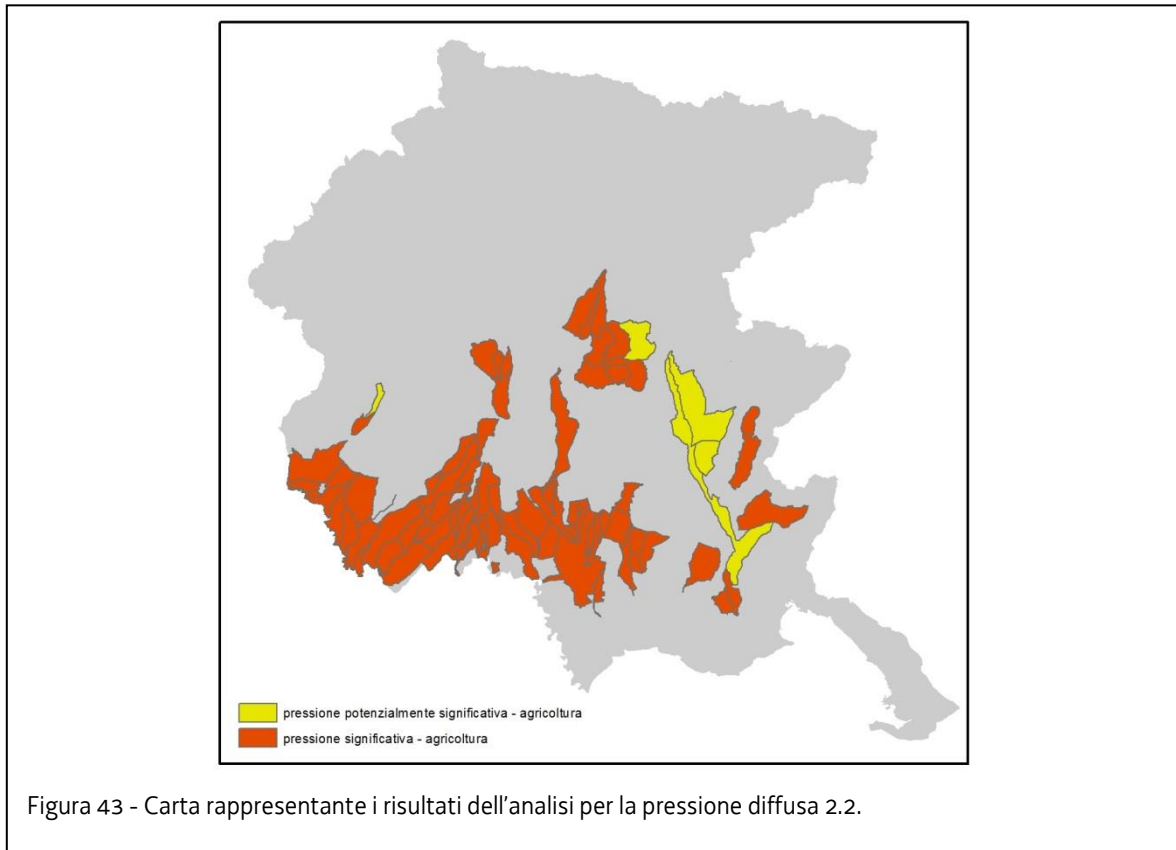 pressione potenzialmente significativa - agricoltura
pressione significativa - agricoltura
Figura 43 - Carta rappresentante i risultati dell'analisi per la pressione diffusa 2.2.